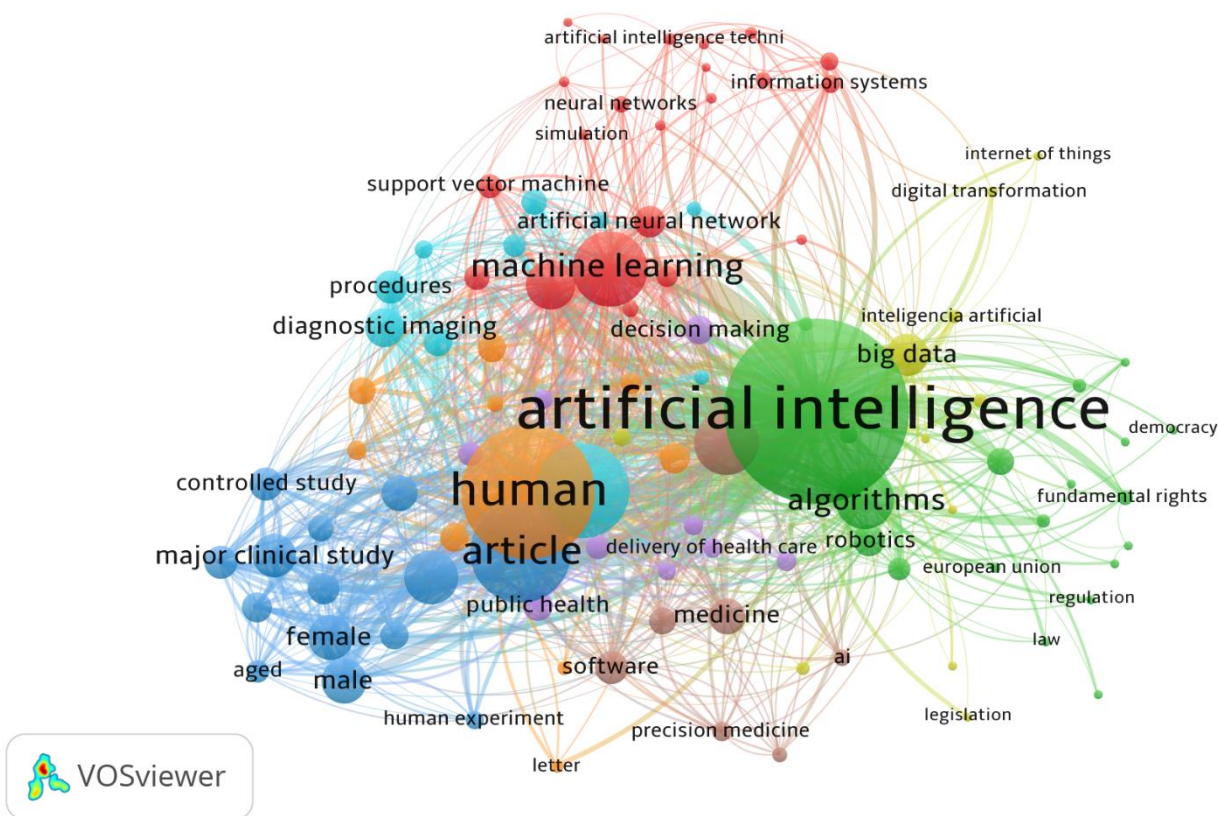 artificial intelligence techni
information systems
neural networks
simulation
internet of things
support vector machine
digital transformation
artificial neural network
machine learning
procedures
inteligencia artificial
diagnostic imaging
decision making
big data
artificial intelligence
democracy
controlled study
human
algorithms
fundamental rights
robotics
major clinical study
article
delivery of health care
european union
public health
regulation
medicine
female
law
aged
male
software
ai
human experiment
legislation
precision medicine
letter
VOSviewer